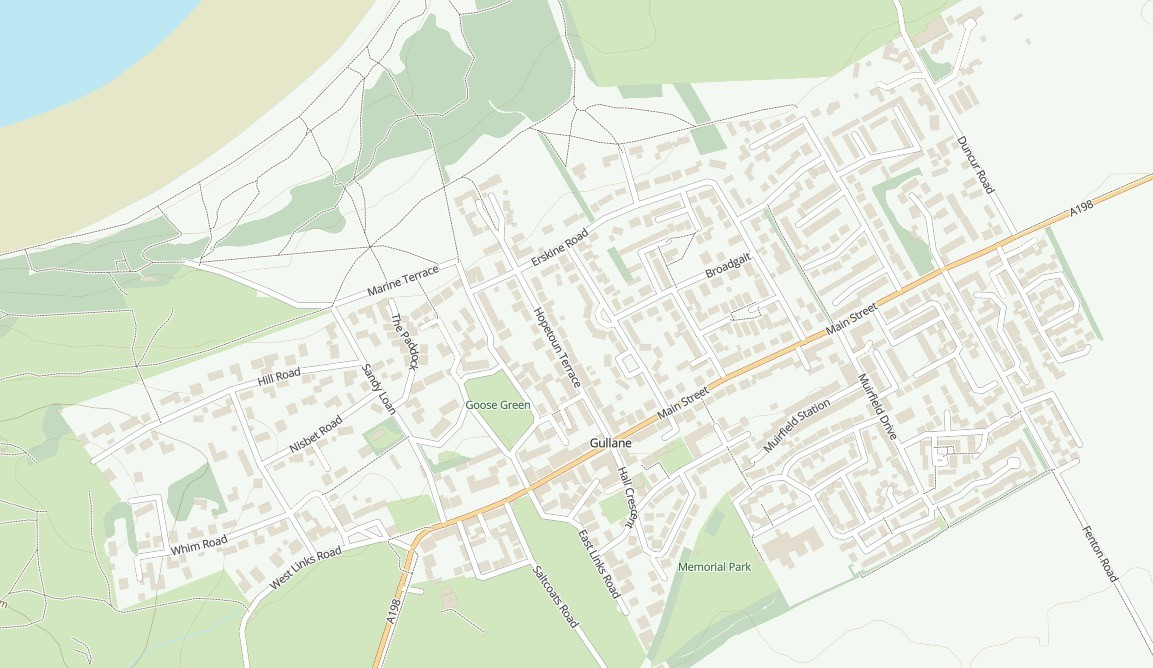 Duncur Road
A198
Erskine Road
Broadgait
Marine Terrace
Hopetoun Terrace
Main Street
The Paddock
Hill Road
Sandy Loan
Goose Green
Main Street
Muirfield Drive
Muirfield Station
Nisbet Road
Gullane
Hall Crescent
Whim Road
West Links Road
East Links Road
Memorial Park
Fenton Road
Saltcoats Road
A198